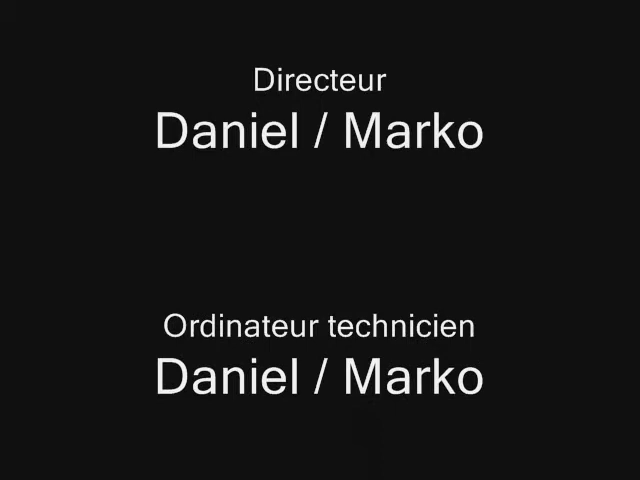 Directeur
Daniel / Marko
Ordinateur technicien
Daniel / Marko